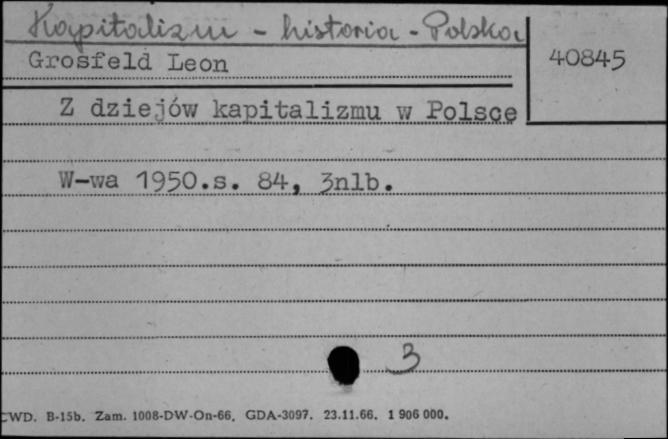 Kapitalizm - historia - Polska
Grosfeld Leon
40845
Z dziejów kapitalizmu w Polsce
W-wa 1950.s. 84, 3nlb.
3
CWD. B-15b. Zam. 1008-DW-On-66. GDA-3097. 23.11.66. 1 906 000.